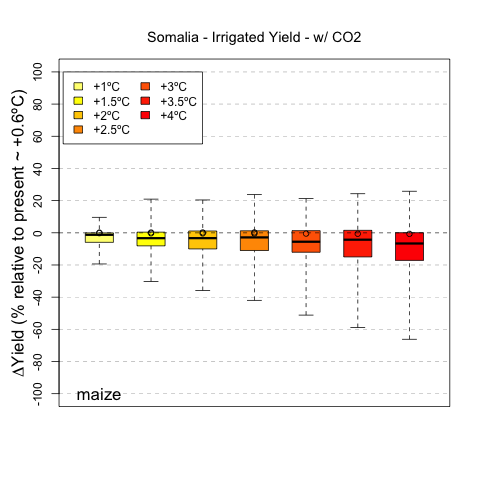 Somalia - Irrigated Yield - w/ CO2
ΔYield (% relative to present ~ +0.6ºC)
100
80
60
40
20
0
-20
-40
-60
-80
-100
+1ºC
+3ºC
+1.5ºC
+3.5ºC
+2ºC
+4ºC
+2.5ºC
maize